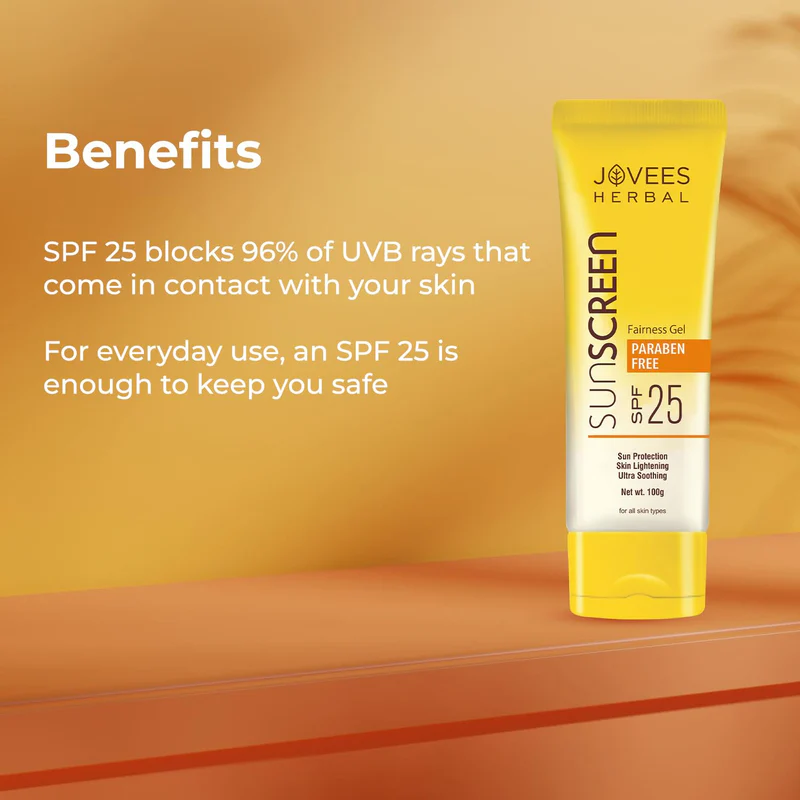 Benefits
SPF 25 blocks 96% of UVB rays that
come in contact with your skin
For everyday use, an SPF 25 is
enough to keep you safe
JOVEES
HERBAL
SUNSCREEN
Fairness Gel
PARABEN
FREE
SPF 25
Sun Protection
Skin Lightening
Ultra Soothing
Net wt. 100g
for all skin types